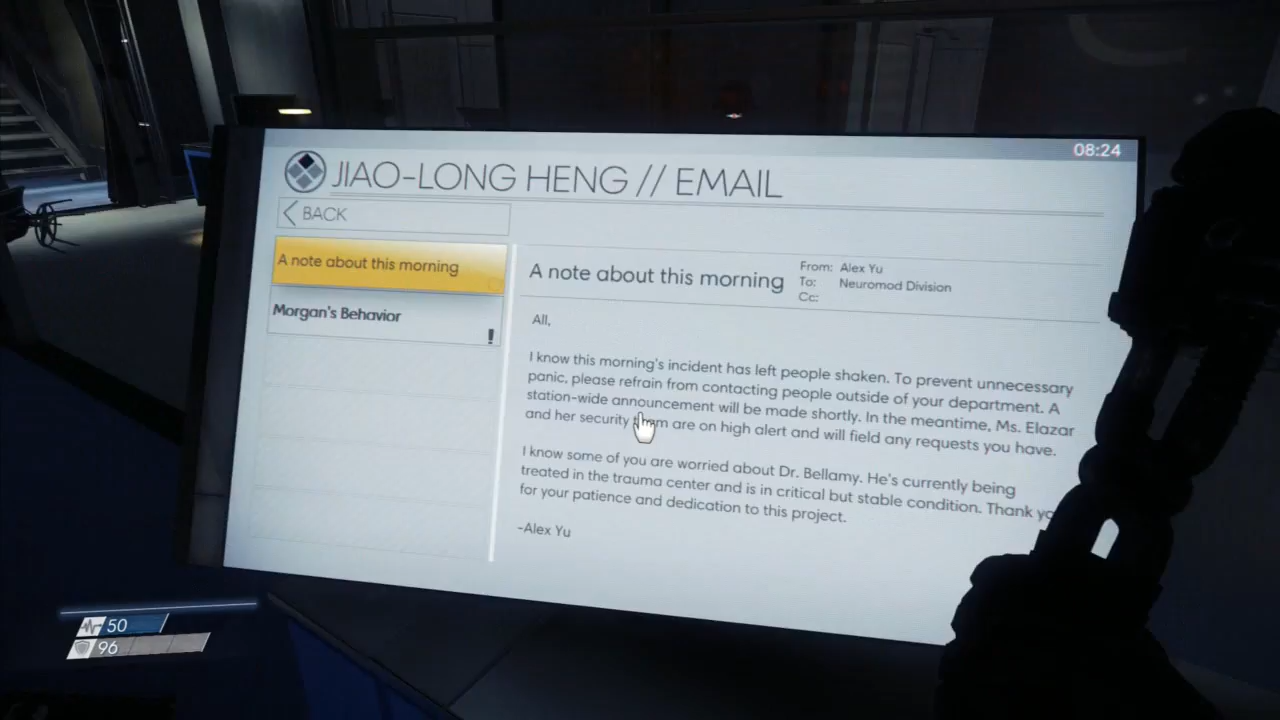 08:24
JIAO-LONG HENG // EMAIL
BACK
A note about this morning
Morgan's Behavior
!
A note about this morning
From: Alex Yu
To: Neuromod Division
Cc:
All,
I know this morning's incident has left people shaken. To prevent unnecessary
panic, please refrain from contacting people outside of your department. A
station-wide announcement will be made shortly. In the meantime, Ms. Elazar
and her security team are on high alert and will field any requests you have.
I know some of you are worried about Dr. Bellamy. He's currently being
treated in the trauma center and is in critical but stable condition. Thank yo
for your patience and dedication to this project.
-Alex Yu
50
96